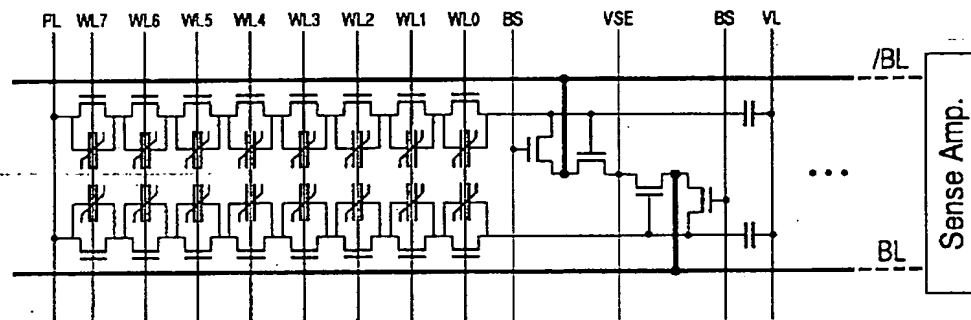 PL WL7 WL6 WL5 WL4 WL3 WL2 WL1 WL0 BS VSE BS VL
/BL
Sense Amp.
BL